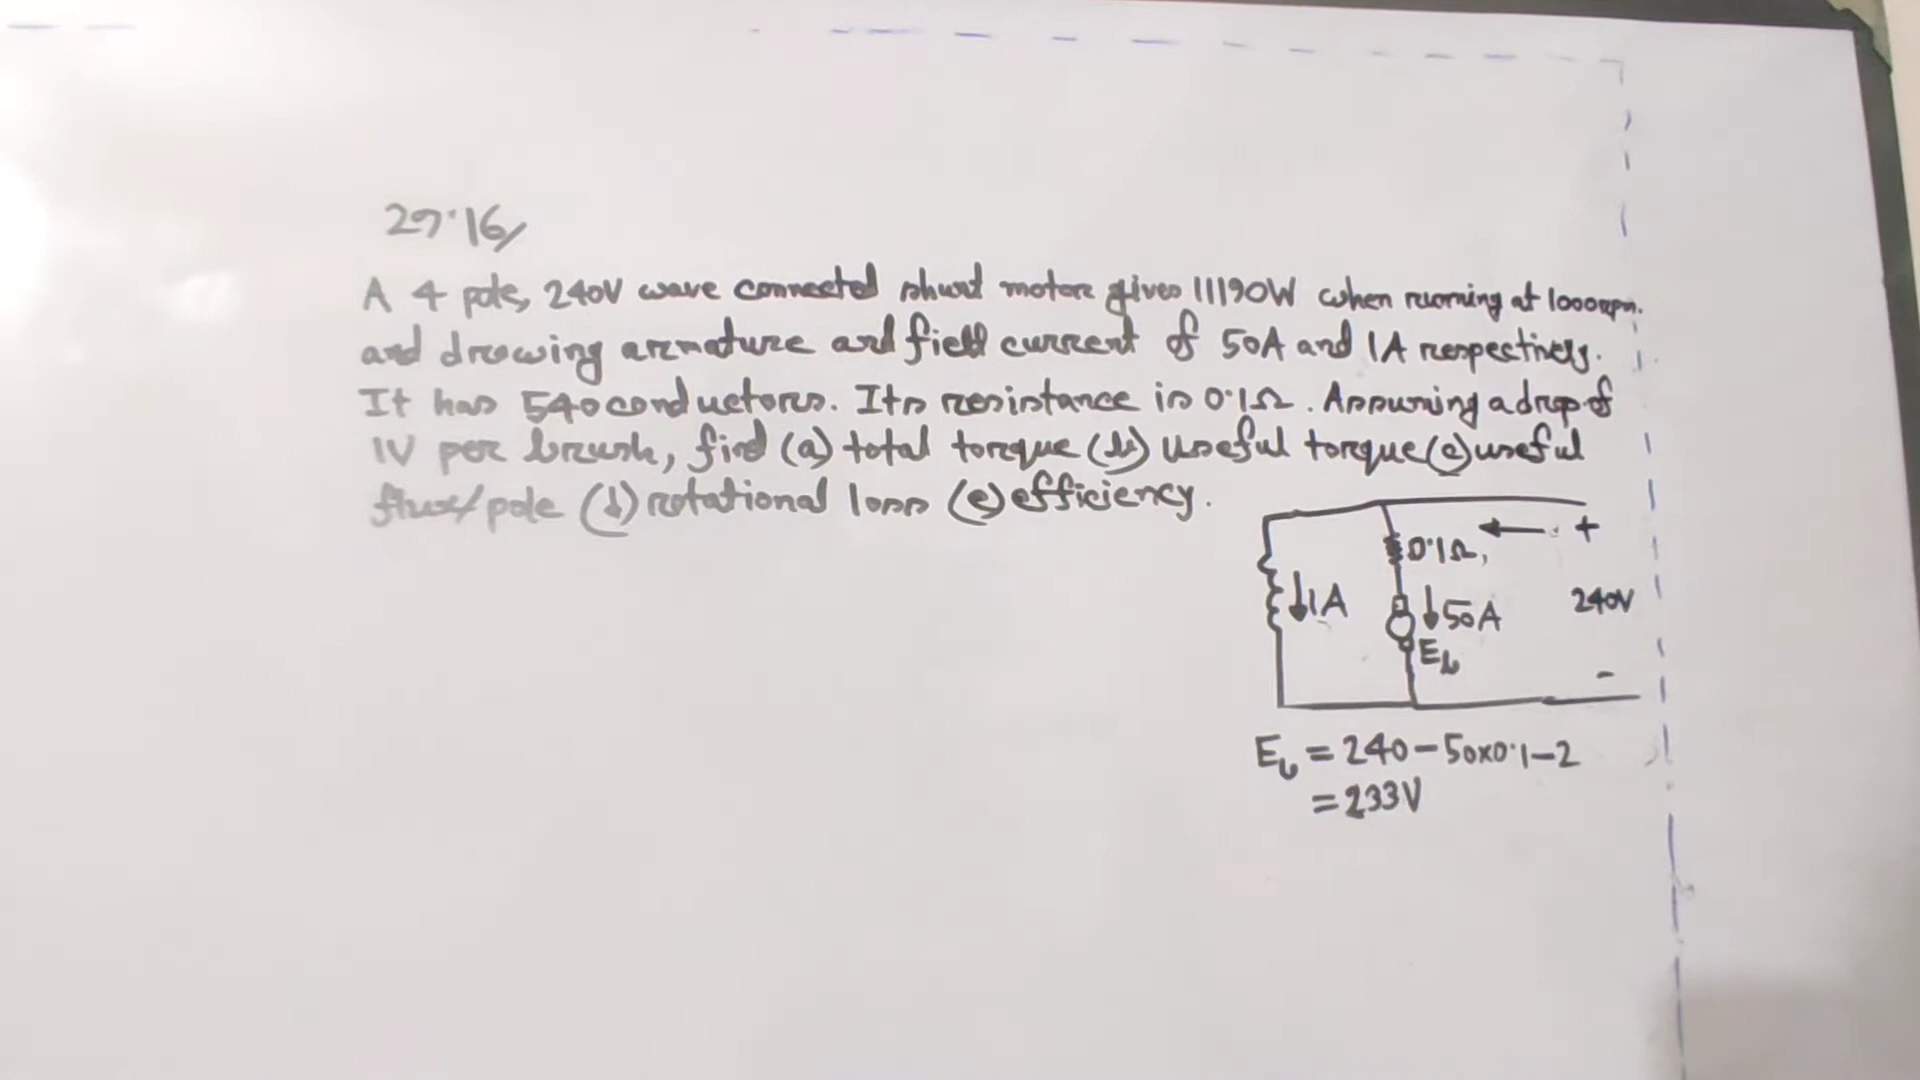 29.16/
A 4 pole, 240V wave connected shunt motor gives 11190W when running at 1000rpm.
and drawing armature and field current of 50A and 1A respectively.
It has 540 conductors. Its resistance is 0.1Ω. Assuming a drop of
1V per brush, find (a) total torque (b) useful torque (c) useful
flux/pole (d) rotational loss (e) efficiency.
0.1Ω,
+
1A
50A
240V
Eb
-
Eb = 240-50x0.1-2
= 233V